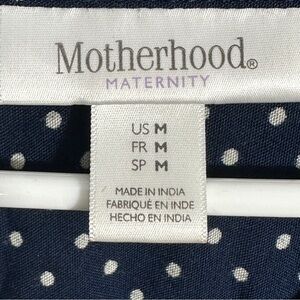 Motherhood®
MATERNITY
US M
FR M
SP M
MADE IN INDIA
FABRIQUÉ EN INDE
HECHO EN INDIA